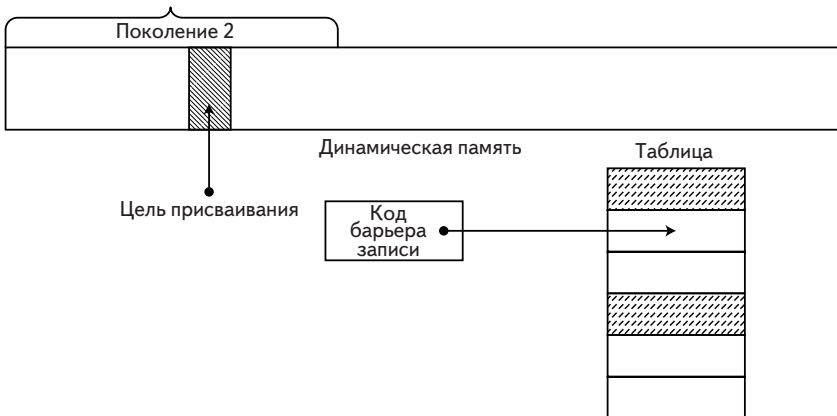 Поколение 2
Динамическая память
Таблица
Цель присваивания
Код
барьера
записи